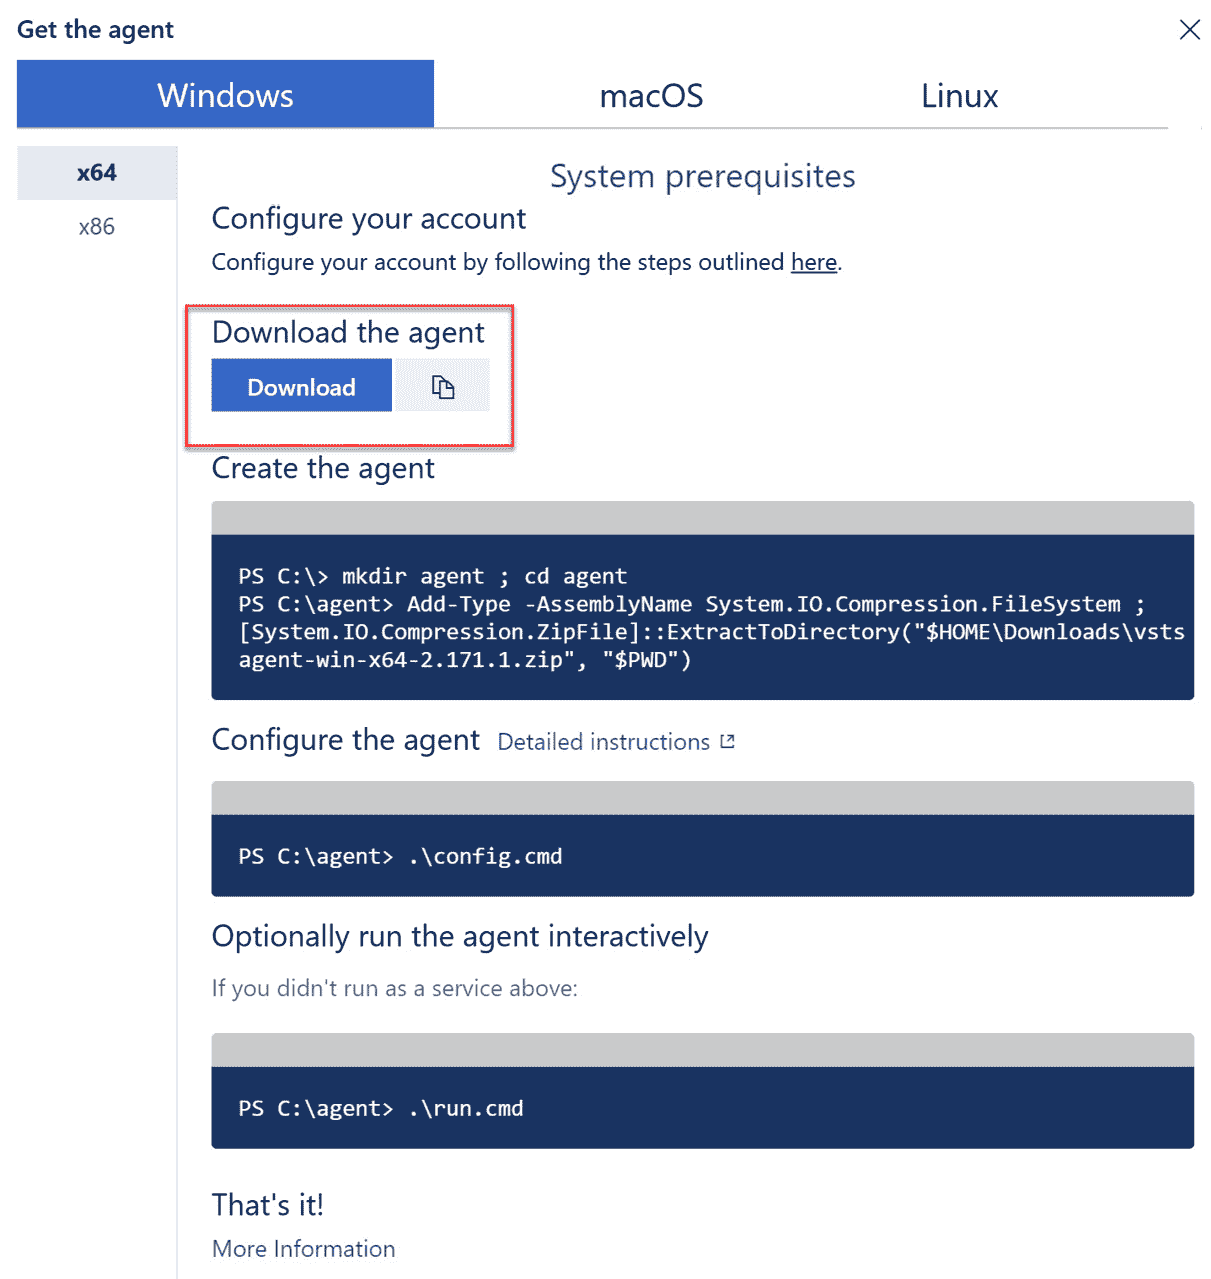 Get the agent
Windows
macOS
Linux
x64
x86
System prerequisites
Configure your account
Configure your account by following the steps outlined here.
Download the agent
Download
Create the agent
PS C:\> mkdir agent ; cd agent
PS C:\agent> Add-Type -AssemblyName System.IO.Compression.FileSystem ;
[System.IO.Compression.ZipFile]::ExtractToDirectory("$HOME\Downloads\vsts
agent-win-x64-2.171.1.zip", "$PWD")
Configure the agent Detailed instructions
PS C:\agent> .\config.cmd
Optionally run the agent interactively
If you didn't run as a service above:
PS C:\agent> .\run.cmd
That's it!
More Information